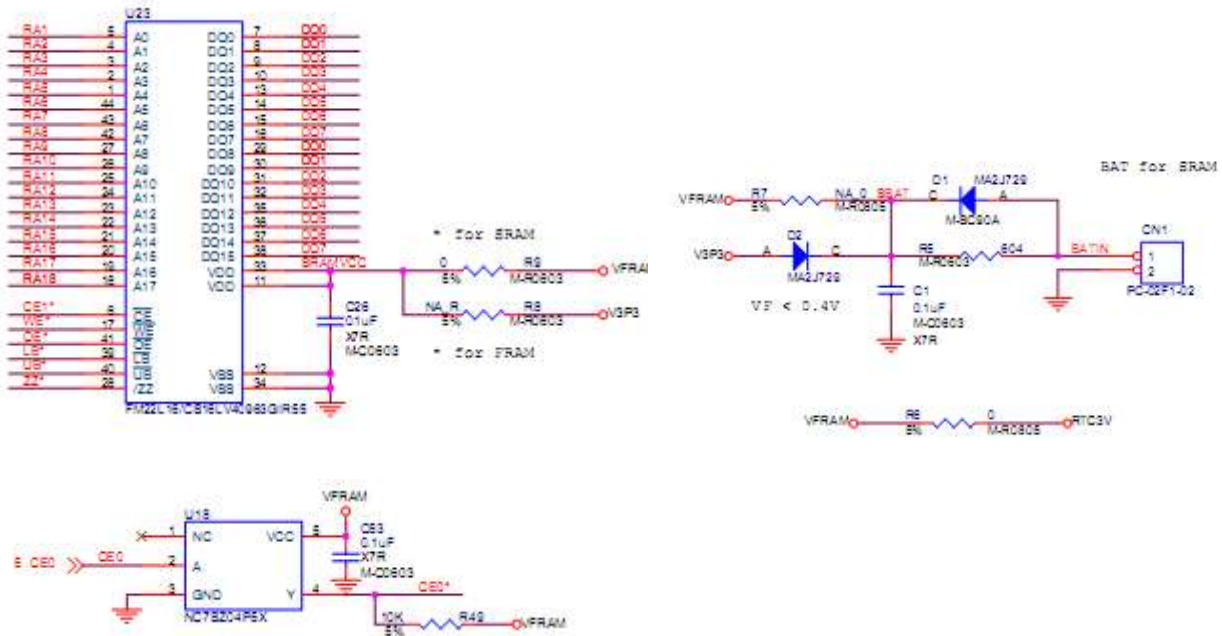 U23
RA1 5 A0 DQ0 7 DQ0
RA2 4 A1 DQ1 8 DQ1
RA3 3 A2 DQ2 9 DQ2
RA4 2 A3 DQ3 10 DQ3
RA5 1 A4 DQ4 13 DQ4
RA6 44 A5 DQ5 14 DQ5
RA7 43 A6 DQ6 15 DQ6
RA8 42 A7 DQ7 16 DQ7
RA9 27 A8 DQ8 29 DQ0
RA10 26 A9 DQ9 30 DQ1
RA11 25 A10 DQ10 31 DQ2
RA12 24 A11 DQ11 32 DQ3
RA13 23 A12 DQ12 35 DQ4
RA14 22 A13 DQ13 36 DQ5
RA15 21 A14 DQ14 37 DQ6
RA16 20 A15 DQ15 38 DQ7
RA17 19 A16 VDD 33 SRAMVCC
RA18 18 A17 VDD 11
CE1* 6 CE
WE* 17 WE
OE* 41 OE
LB* 39 LB
UB* 40 UB VSS 12
ZZ* 28 /ZZ VSS 34
* for SRAM
0 R9
5% M-R0603 VFRAM
NA_R R8
5% M-R0603 V3P3
* for FRAM
C26
0.1uF
X7R
M-C0603
BAT for SRAM
VFRAM R7 NA_0 BBAT
5% M-R0805
D1 MA2J729
C A
M-SC90A
V3P3 A D2 C
MA2J729
R5 604
M-R0603
BATIN
CN1
1
2
VF < 0.4V
C1
0.1uF
M-C0603
X7R
VFRAM R6 0 RTC3V
5% M-R0805
VFRAM
U18
1 NC VCC 5
C53
0.1uF
X7R
M-C0603
CE0 2 A
3 GND Y 4 CE0*
NC7SZ04P5X
10K R49
5% VFRAM